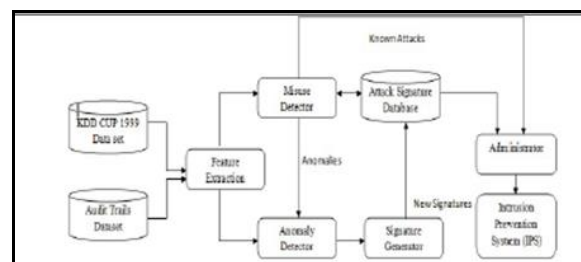 Known Attacks
Misuse
Detector
Attack Signature
Database
KDD CUP 1999
Data set
Feature
Extraction
Administrator
Anomalies
Audit Trails
Dataset
New Signatures
Anomaly
Detector
Signature
Generator
Intrusion
Prevention
System (IPS)